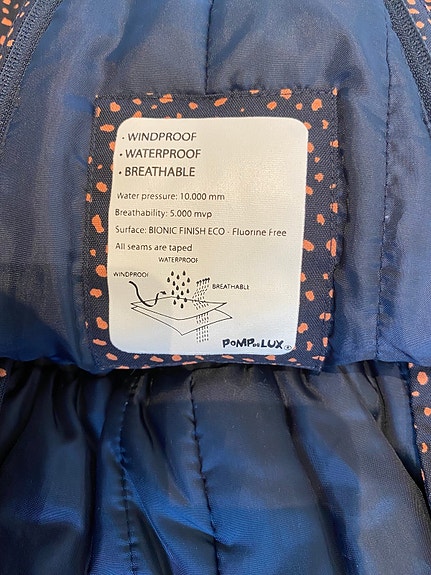 • WINDPROOF
• WATERPROOF
• BREATHABLE
Water pressure: 10.000 mm
Breathability: 5.000 mvp
Surface: BIONIC FINISH ECO - Fluorine Free
All seams are taped
WATERPROOF
WINDPROOF
BREATHABLE
POMPdeLUX®